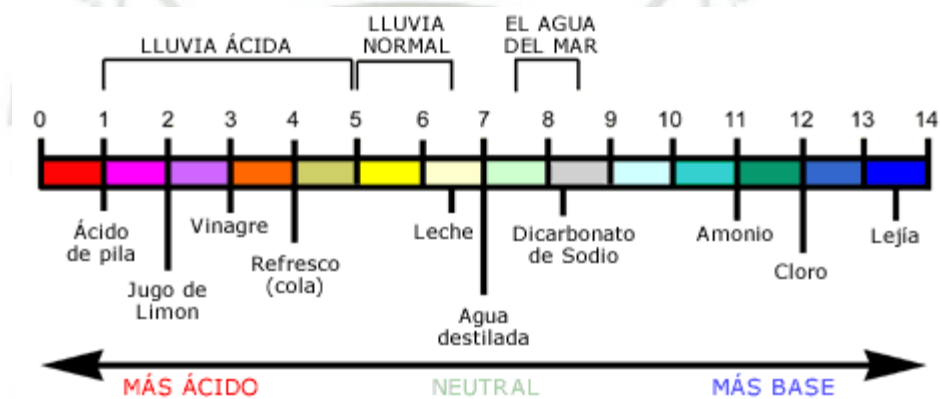 LLUVIA ÁCIDA
LLUVIA
NORMAL
EL AGUA
DEL MAR
0 1 2 3 4 5 6 7 8 9 10 11 12 13 14
Ácido
de pila
Jugo de
Limon
Vinagre
Refresco
(cola)
Leche
Agua
destilada
Dicarbonato
de Sodio
Amonio
Cloro
Lejía
MÁS ÁCIDO NEUTRAL MÁS BASE